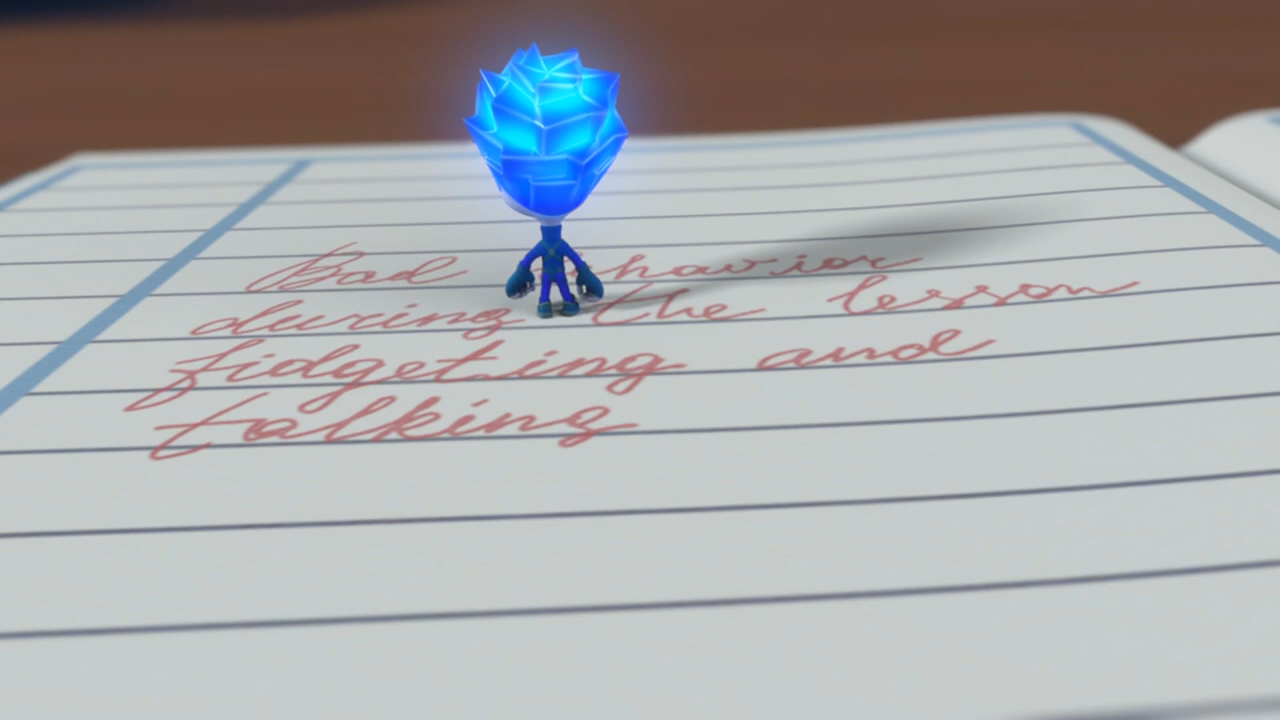 Bad behavior
during the lesson
fidgeting and
talking